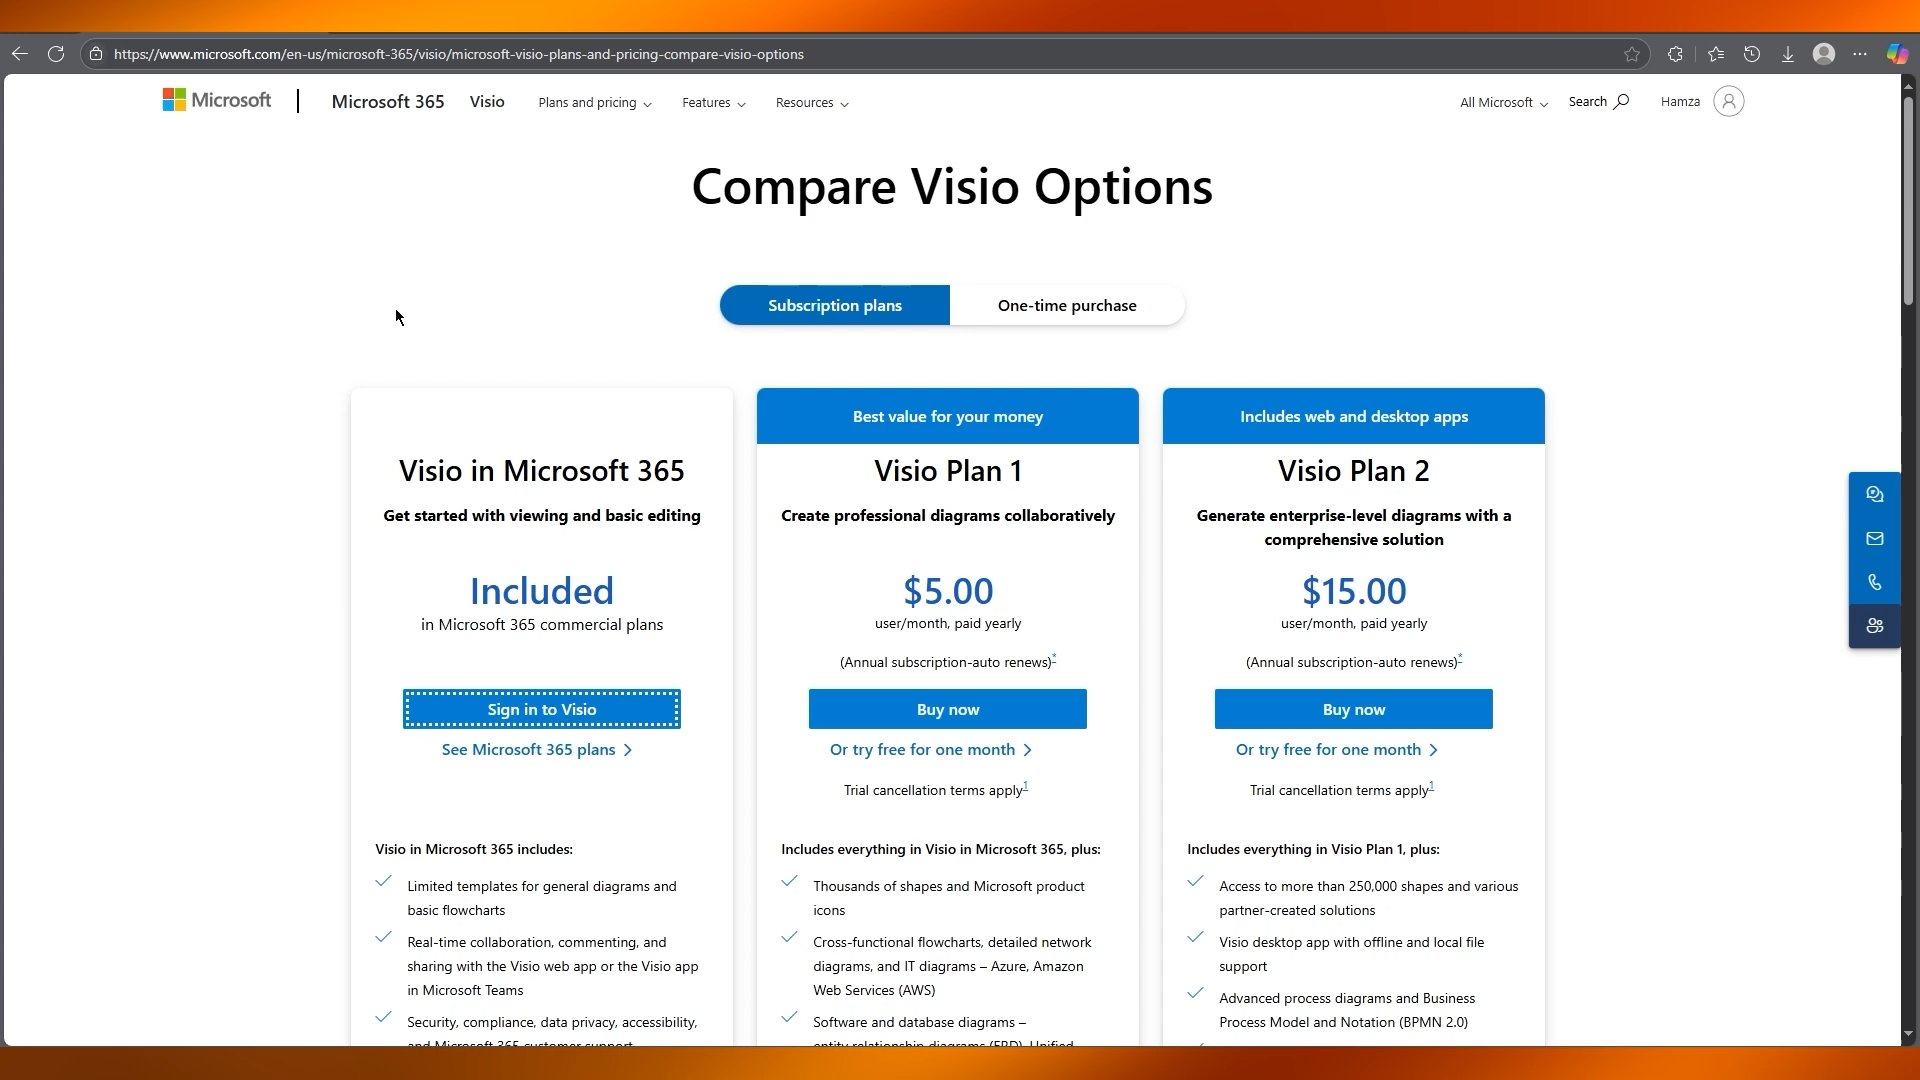 https://www.microsoft.com/en-us/microsoft-365/visio/microsoft-visio-plans-and-pricing-compare-visio-options
Microsoft
Microsoft 365
Visio
Plans and pricing
Features
Resources
All Microsoft
Search
Hamza
Compare Visio Options
Subscription plans
One-time purchase
Visio in Microsoft 365
Get started with viewing and basic editing
Included
in Microsoft 365 commercial plans
Sign in to Visio
See Microsoft 365 plans
Visio in Microsoft 365 includes:
Limited templates for general diagrams and
basic flowcharts
Real-time collaboration, commenting, and
sharing with the Visio web app or the Visio app
in Microsoft Teams
Security, compliance, data privacy, accessibility,
and Microsoft 365 customer support
Best value for your money
Visio Plan 1
Create professional diagrams collaboratively
$5.00
user/month, paid yearly
(Annual subscription-auto renews)*
Buy now
Or try free for one month
Trial cancellation terms apply1
Includes everything in Visio in Microsoft 365, plus:
Thousands of shapes and Microsoft product
icons
Cross-functional flowcharts, detailed network
diagrams, and IT diagrams – Azure, Amazon
Web Services (AWS)
Software and database diagrams –
entity relationship diagrams (ERD), Unified
Includes web and desktop apps
Visio Plan 2
Generate enterprise-level diagrams with a
comprehensive solution
$15.00
user/month, paid yearly
(Annual subscription-auto renews)*
Buy now
Or try free for one month
Trial cancellation terms apply1
Includes everything in Visio Plan 1, plus:
Access to more than 250,000 shapes and various
partner-created solutions
Visio desktop app with offline and local file
support
Advanced process diagrams and Business
Process Model and Notation (BPMN 2.0)